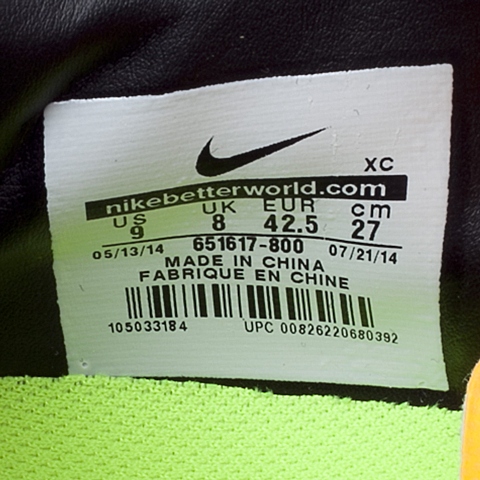 XC
nikebetterworld.com
US UK EUR cm
9 8 42.5 27
05/13/14 651617-800 07/21/14
MADE IN CHINA
FABRIQUE EN CHINE
105033184 UPC 00826220680392